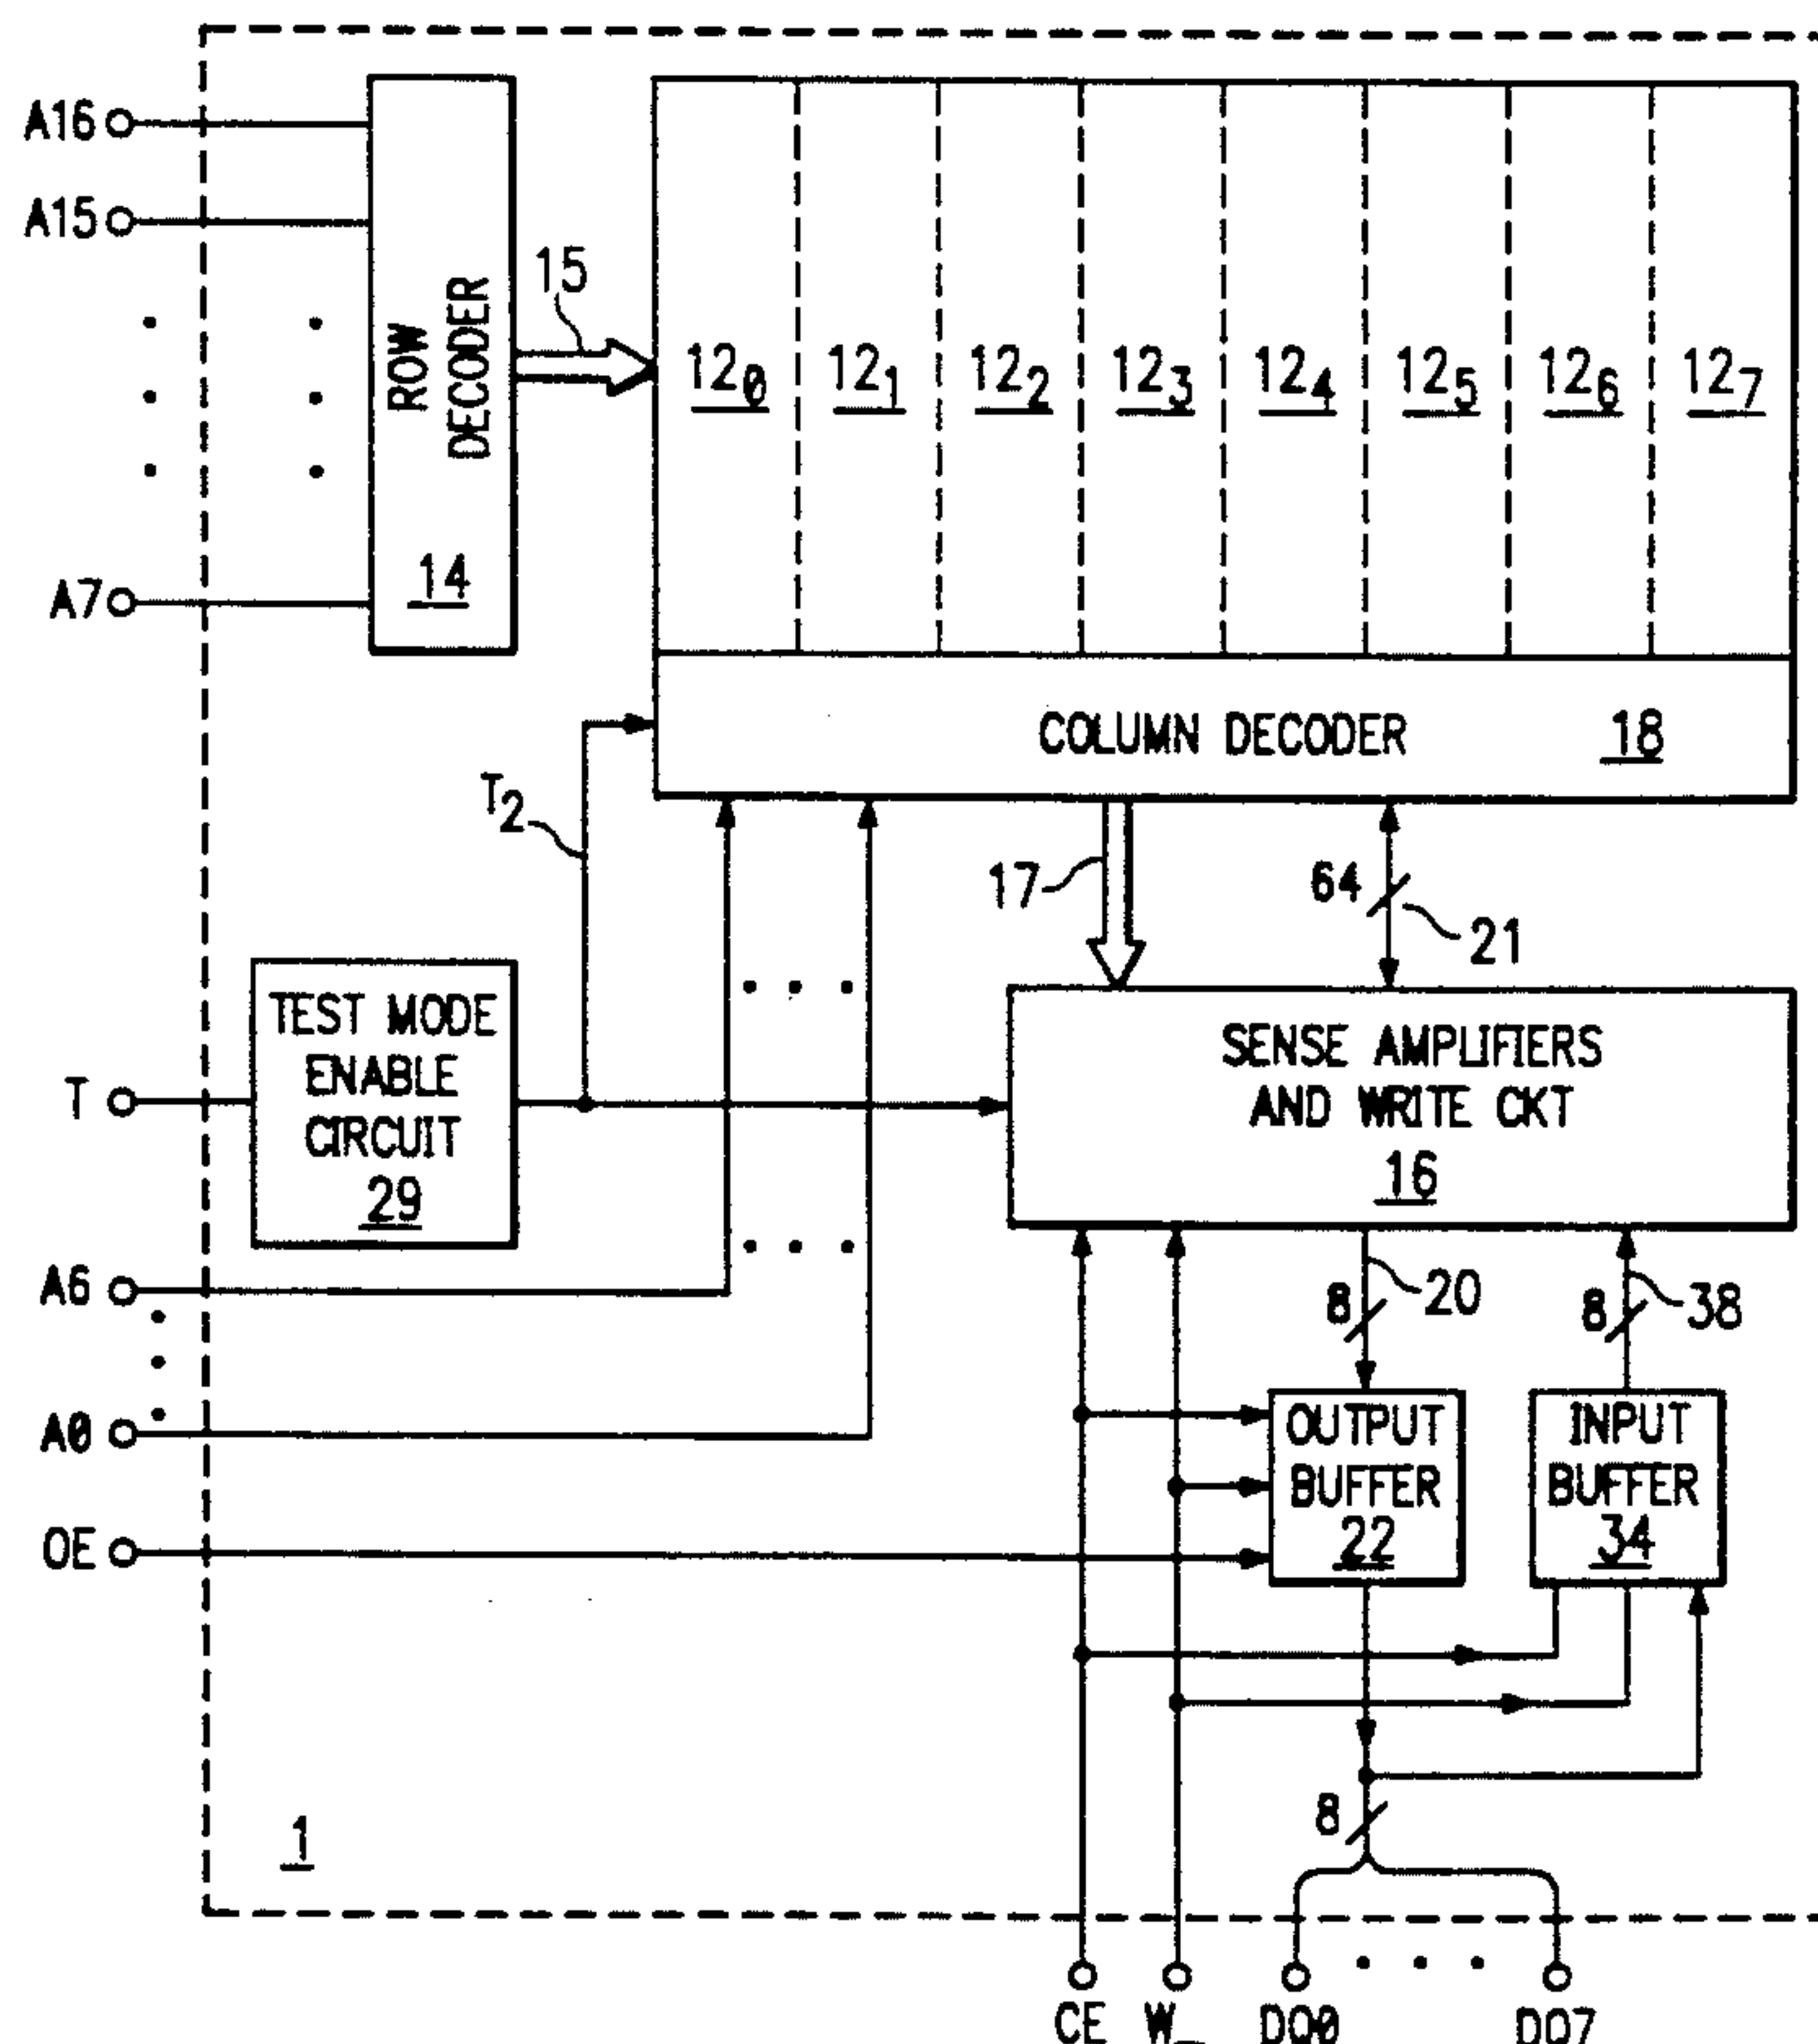 A16
A15
A7
ROW
DECODER
14
15
12₀
12₁
12₂
12₃
12₄
12₅
12₆
12₇
COLUMN DECODER
18
T₂
17
64
21
T
TEST MODE
ENABLE
CIRCUIT
29
SENSE AMPLIFIERS
AND WRITE CKT
16
A6
A0
OE
8
20
8
38
OUTPUT
BUFFER
22
INPUT
BUFFER
34
8
1
CE
W_
DQ0
DQ7